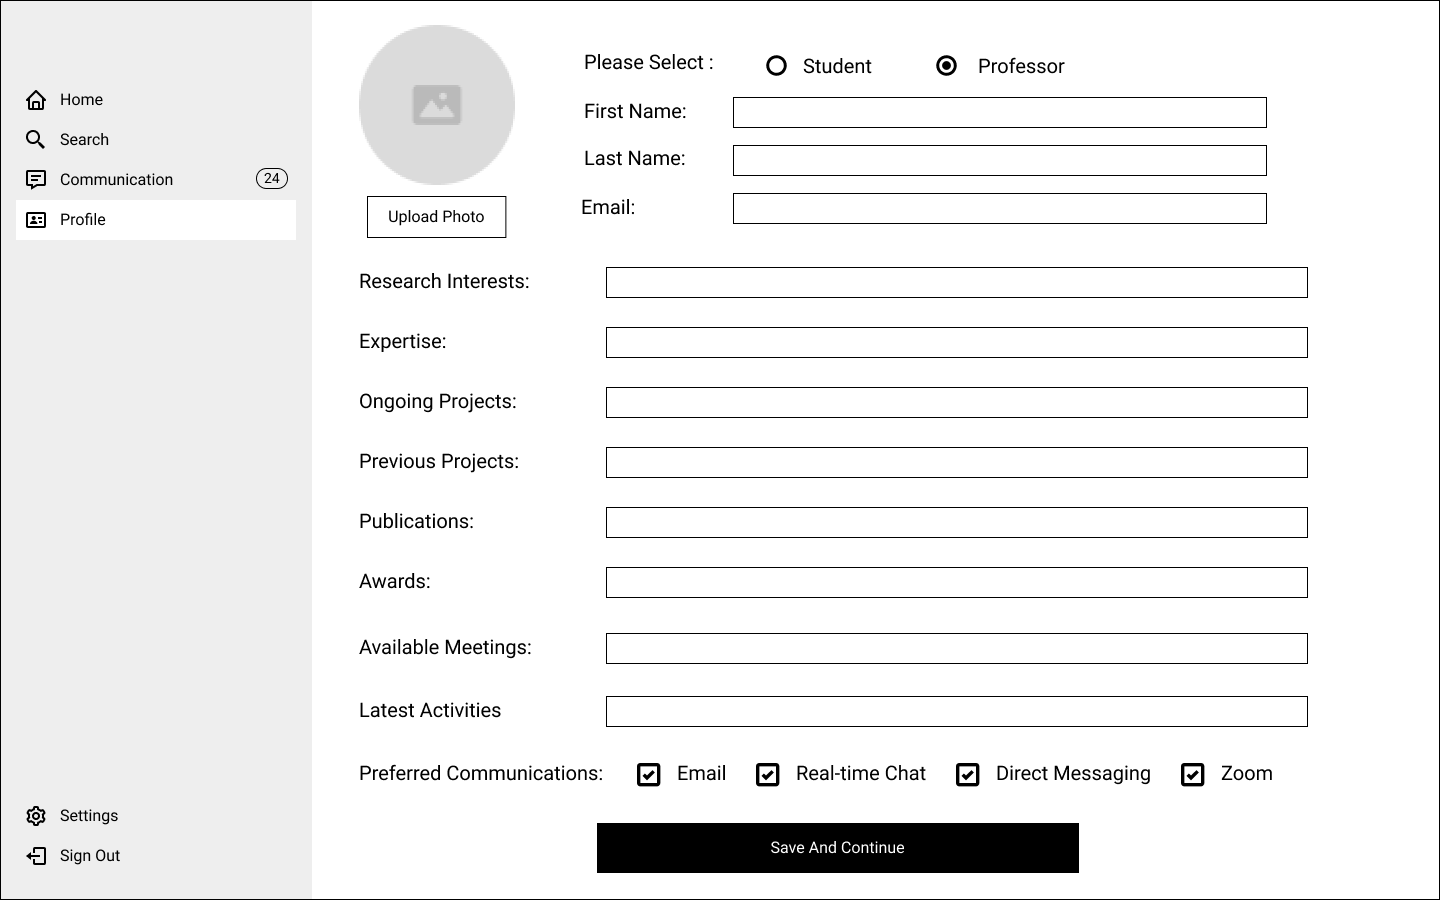 Home
Search
Communication 24
Profile
Settings
Sign Out
Upload Photo
Please Select : Student Professor
First Name:
Last Name:
Email:
Research Interests:
Expertise:
Ongoing Projects:
Previous Projects:
Publications:
Awards:
Available Meetings:
Latest Activities
Preferred Communications: Email Real-time Chat Direct Messaging Zoom
Save And Continue